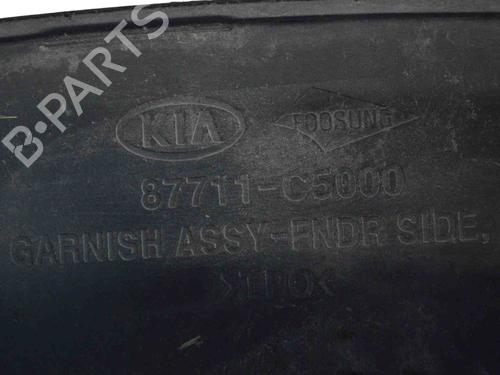 B-PARTS
KIA
FOOSUNG
87711-C5000
GARNISH ASSY-FNDR SIDE,